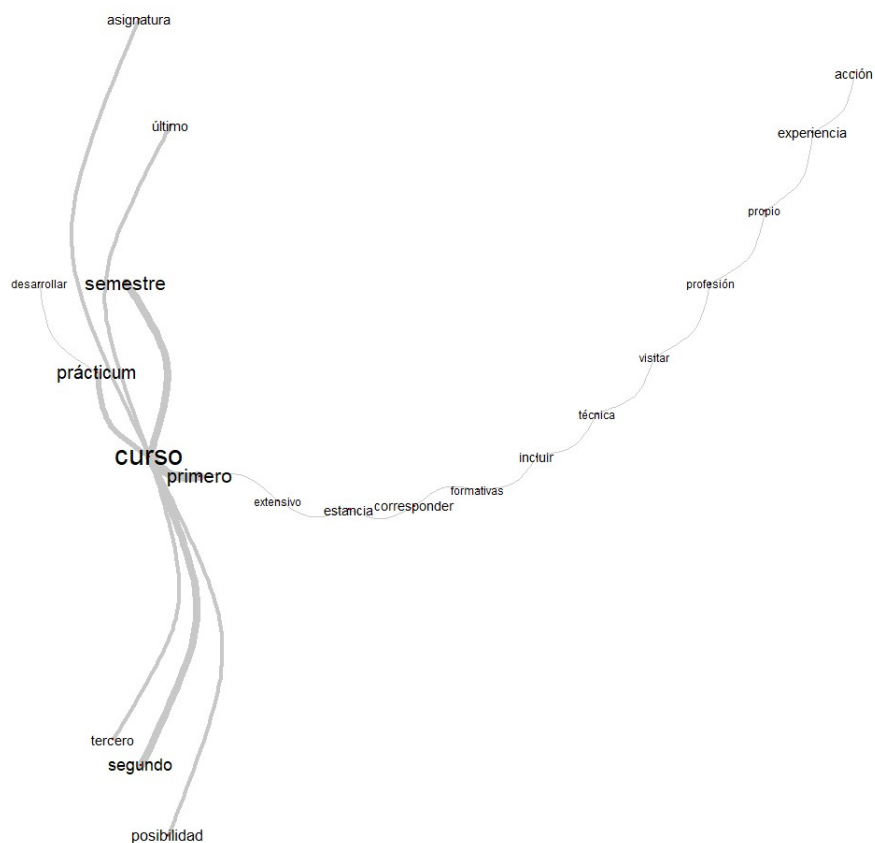 asignatura
acción
último
experiencia
propio
desarrollar
semestre
profesión
visitar
prácticum
técnica
curso
incluir
primero
formativas
extensivo
estancia
corresponder
tercero
segundo
posibilidad